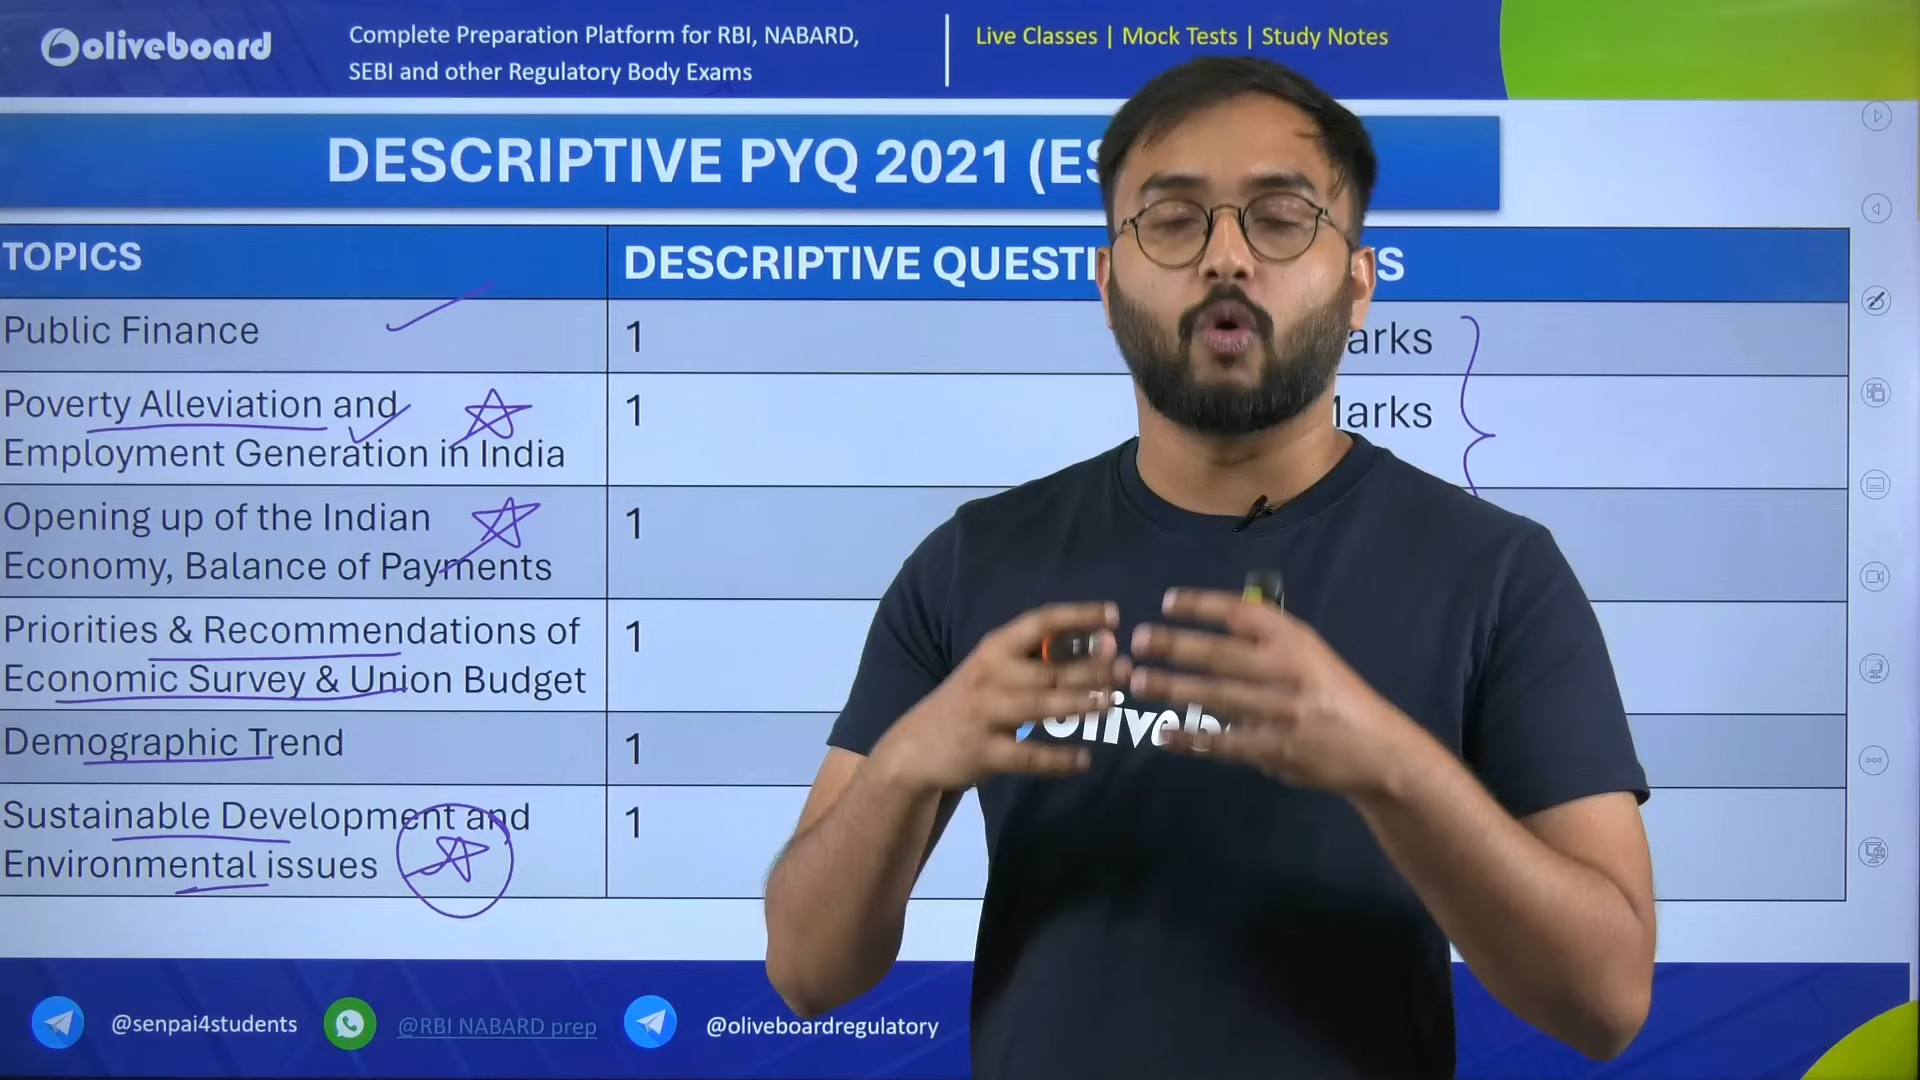 oliveboard
Complete Preparation Platform for RBI, NABARD,
SEBI and other Regulatory Body Exams
Live Classes | Mock Tests | Study Notes
DESCRIPTIVE PYQ 2021 (ES
TOPICS
DESCRIPTIVE QUESTI
S
Public Finance
1
arks
Poverty Alleviation and
Employment Generation in India
1
Marks
Opening up of the Indian
Economy, Balance of Payments
1
Priorities & Recommendations of
Economic Survey & Union Budget
1
Demographic Trend
1
Sustainable Development and
Environmental issues
1
oliveb
@senpai4students
@RBI NABARD prep
@oliveboardregulatory